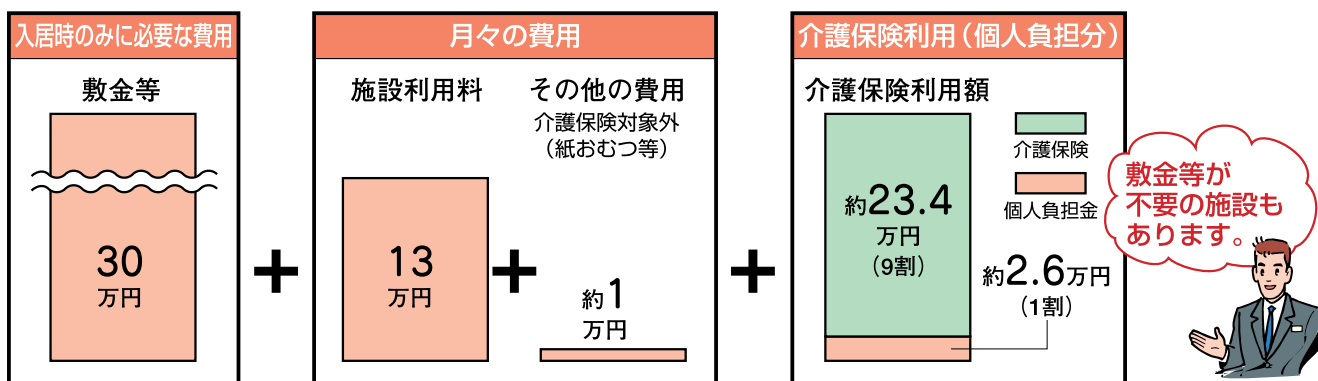 入居時のみに必要な費用
敷金等
30
万円
+
月々の費用
施設利用料
13
万円
+
その他の費用
介護保険対象外
（紙おむつ等）
約1
万円
+
介護保険利用（個人負担分）
介護保険利用額
約23.4
万円
（9割）
介護保険
個人負担金
約2.6万円
（1割）
敷金等が
不要の施設も
あります。